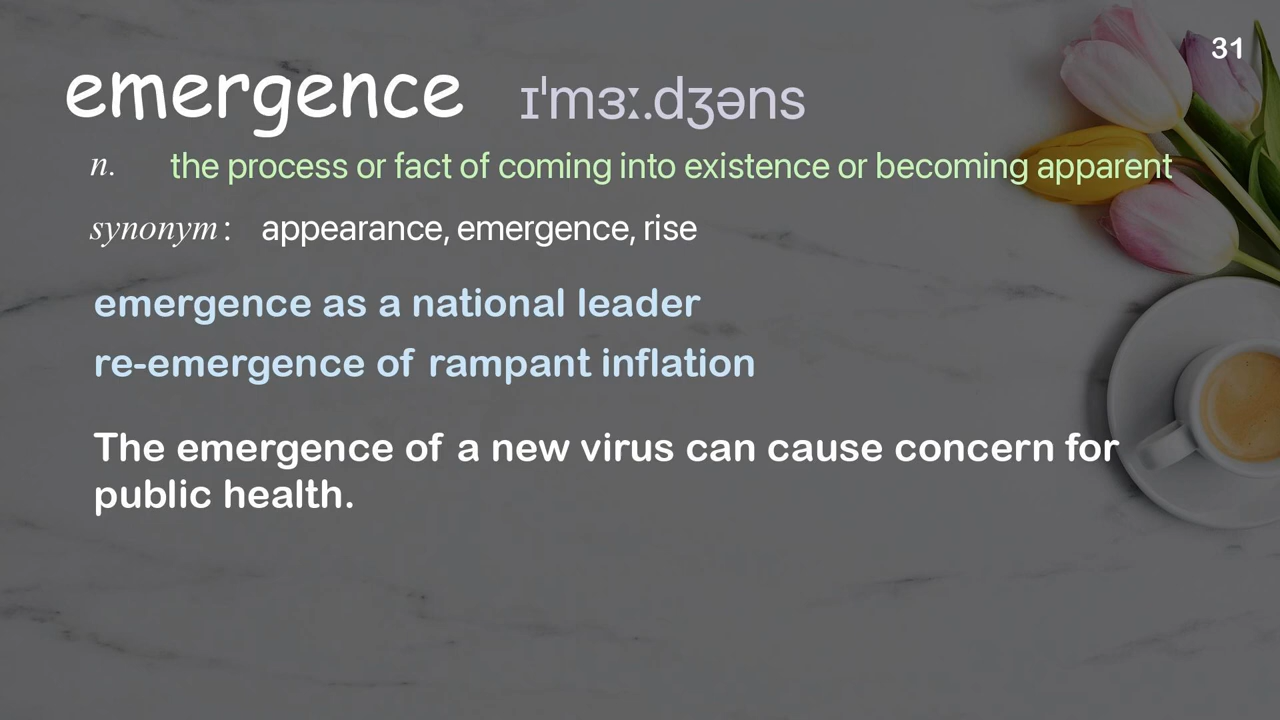 31
emergence ɪˈmɜː.dʒəns
n. the process or fact of coming into existence or becoming apparent
synonym: appearance, emergence, rise
emergence as a national leader
re-emergence of rampant inflation
The emergence of a new virus can cause concern for
public health.